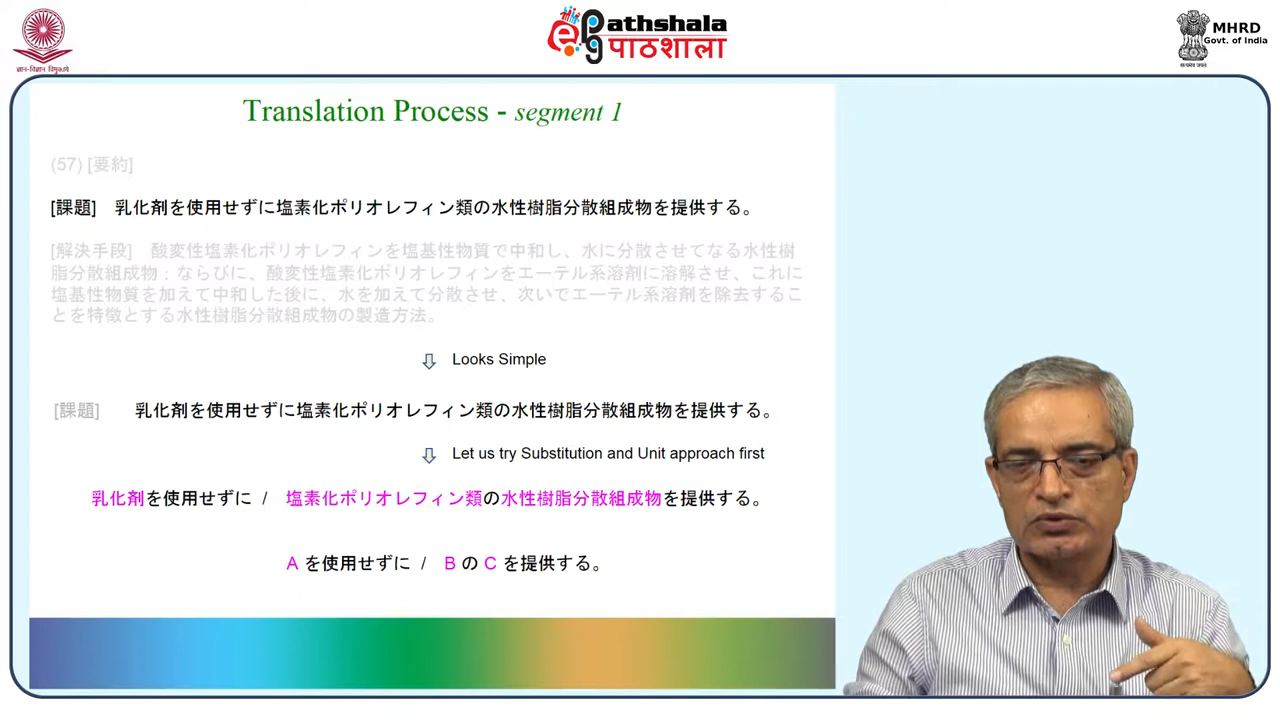 ज्ञान-विज्ञान विमुक्तये
epg Pathshala
पाठशाला
सत्यमेव जयते
MHRD
Govt. of India
Translation Process - segment 1
(57) [要約]
[課題] 乳化剤を使用せずに塩素化ポリオレフィン類の水性樹脂分散組成物を提供する。
[解決手段] 酸変性塩素化ポリオレフィンを塩基性物質で中和し、水に分散させてなる水性樹
脂分散組成物；ならびに、酸変性塩素化ポリオレフィンをエーテル系溶剤に溶解させ、これに
塩基性物質を加えて中和した後に、水を加えて分散させ、次いでエーテル系溶剤を除去するこ
とを特徴とする水性樹脂分散組成物の製造方法。
Looks Simple
[課題] 乳化剤を使用せずに塩素化ポリオレフィン類の水性樹脂分散組成物を提供する。
Let us try Substitution and Unit approach first
乳化剤を使用せずに / 塩素化ポリオレフィン類の水性樹脂分散組成物を提供する。
A を使用せずに / B の C を提供する。